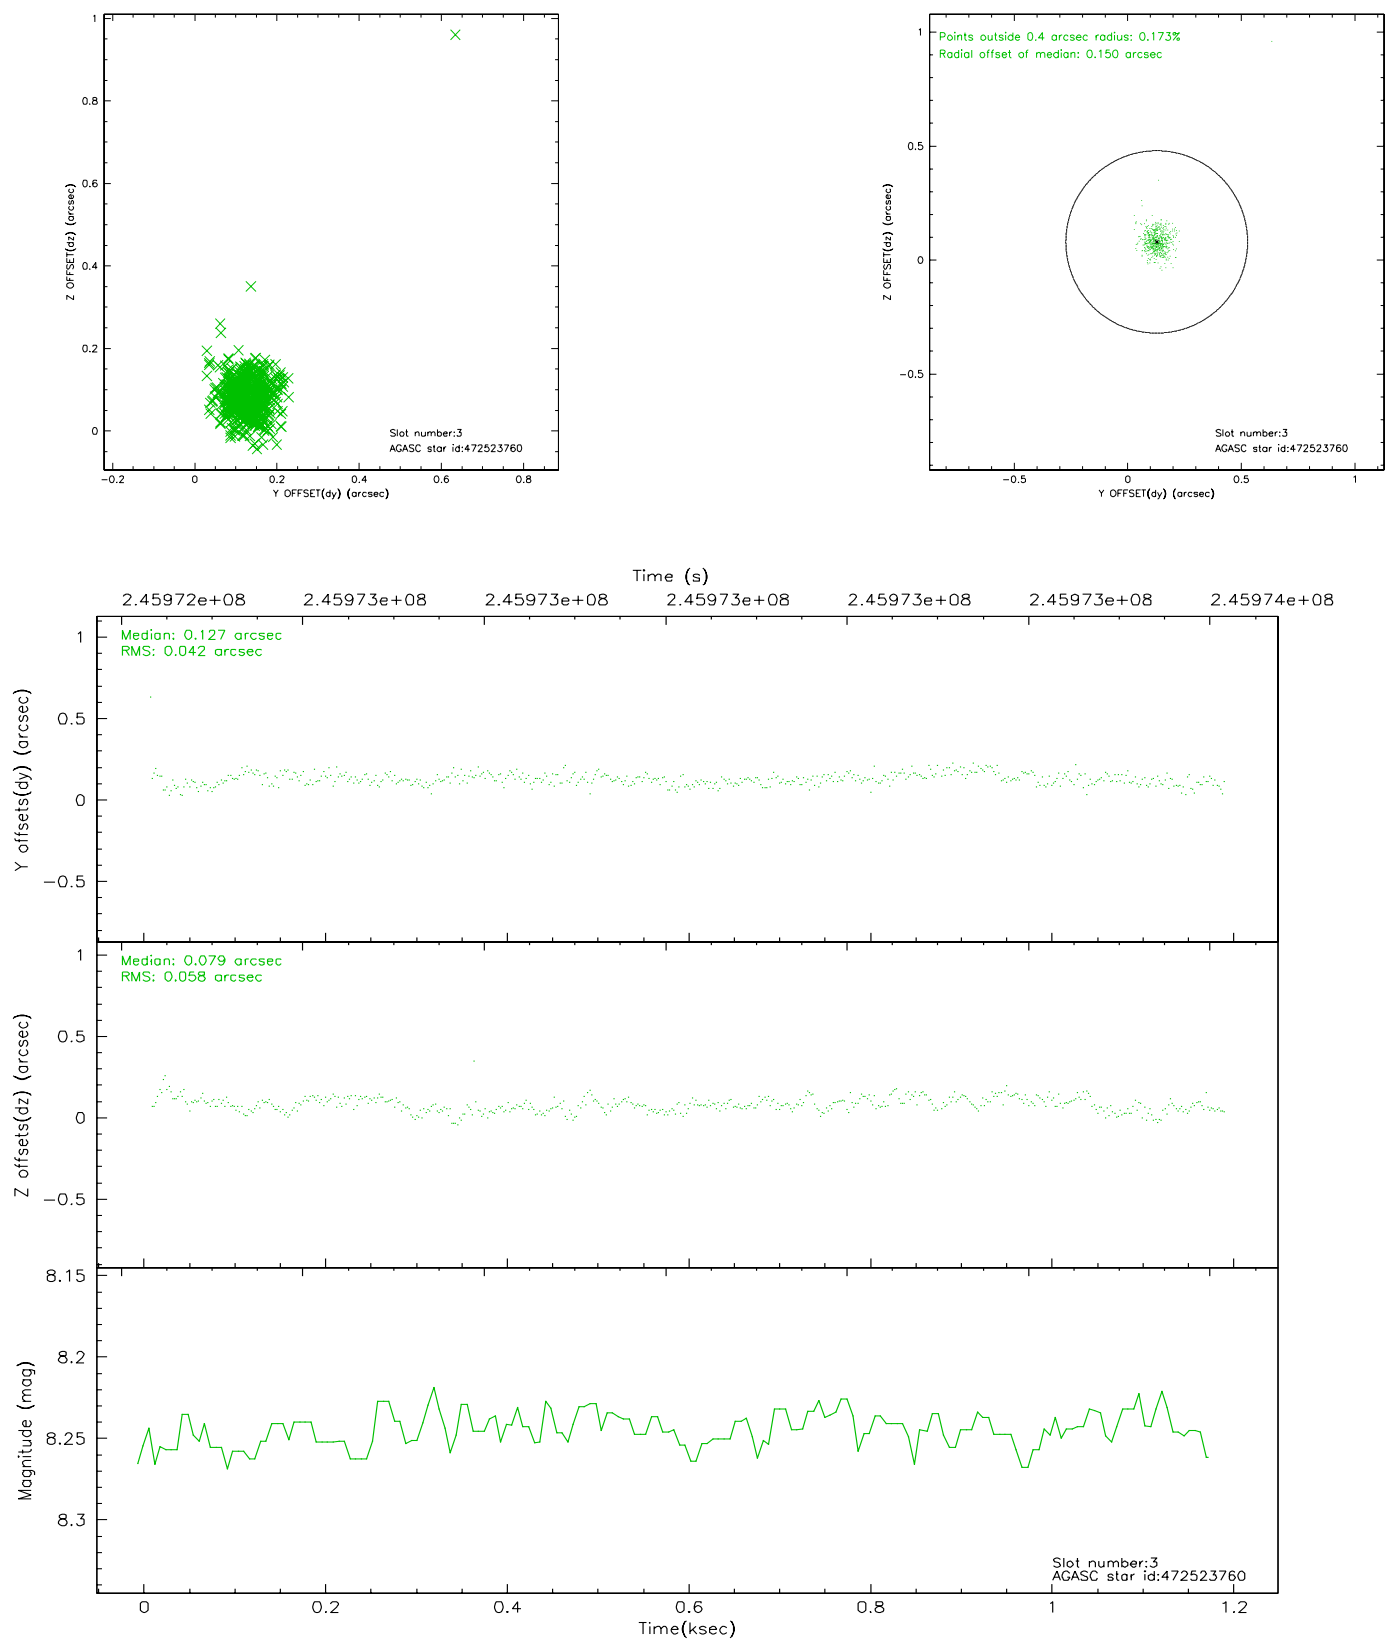 1
0.8
0.6
0.4
0.2
0
Z OFFSET(dz) (arcsec)
Slot number:3
AGASC star id:472523760
−0.2 0 0.2 0.4 0.6 0.8
Y OFFSET(dy) (arcsec)
Points outside 0.4 arcsec radius: 0.173%
Radial offset of median: 0.150 arcsec
1
0.5
0
−0.5
Z OFFSET(dz) (arcsec)
Slot number:3
AGASC star id:472523760
−0.5 0 0.5 1
Y OFFSET(dy) (arcsec)
Time (s)
2.45972e+08 2.45973e+08 2.45973e+08 2.45973e+08 2.45973e+08 2.45973e+08 2.45974e+08
Median: 0.127 arcsec
RMS: 0.042 arcsec
1
0.5
0
−0.5
Y offsets(dy) (arcsec)
Median: 0.079 arcsec
RMS: 0.058 arcsec
1
0.5
0
−0.5
Z offsets(dz) (arcsec)
8.15
8.2
8.25
8.3
Magnitude (mag)
Slot number:3
AGASC star id:472523760
0 0.2 0.4 0.6 0.8 1 1.2
Time(ksec)